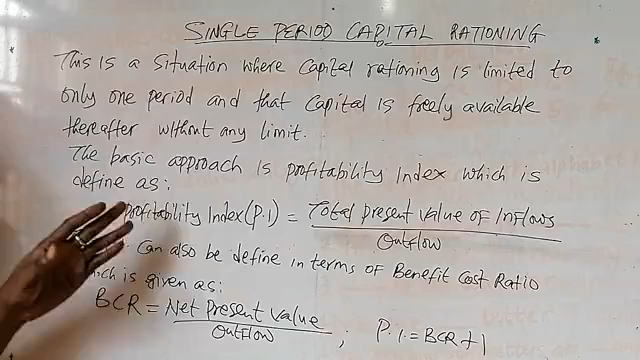 SINGLE PERIOD CAPITAL RATIONING
This is a situation where capital rationing is limited to
only one period and that capital is freely available
thereafter without any limit.
The basic approach is profitability Index which is
define as:
profitability Index (P.I) = Total present value of Inflows
Outflow
Can also be define in terms of Benefit Cost Ratio
is given as:
BCR = Net present value
Outflow
; P.I. = BCR + 1